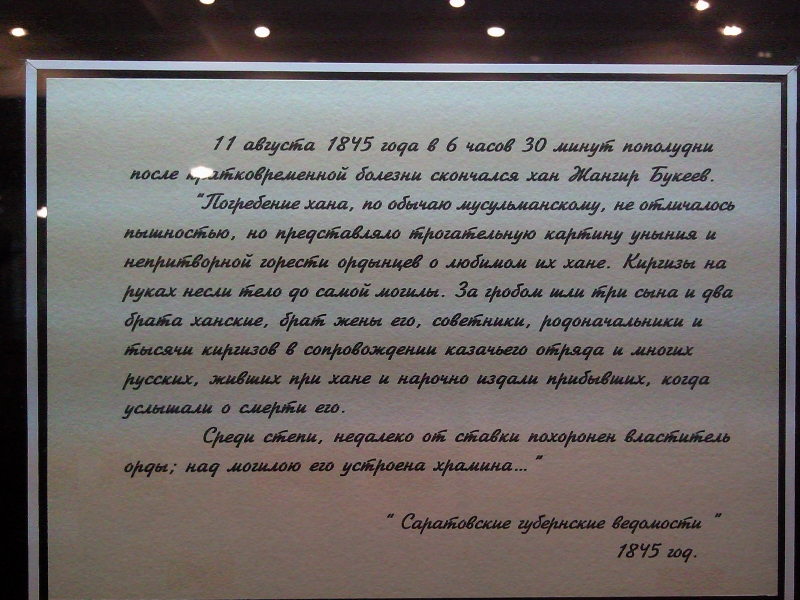 11 августа 1845 года в 6 часов 30 минут пополудни
после кратковременной болезни скончался хан Жангир Букеев.
"Погребение хана, по обычаю мусульманскому, не отличалось
пышностью, но представляло трогательную картину уныния и
непритворной горести ордынцев о любимом их хане. Киргизы на
руках несли тело до самой могилы. За гробом шли три сына и два
брата ханские, брат жены его, советники, родоначальники и
тысячи киргизов в сопровождении казачьего отряда и многих
русских, живших при хане и нарочно издали прибывших, когда
услышали о смерти его.
Среди степи, недалеко от ставки похоронен властитель
орды; над могилою его устроена храмина..."
" Саратовские губернские ведомости "
1845 год.